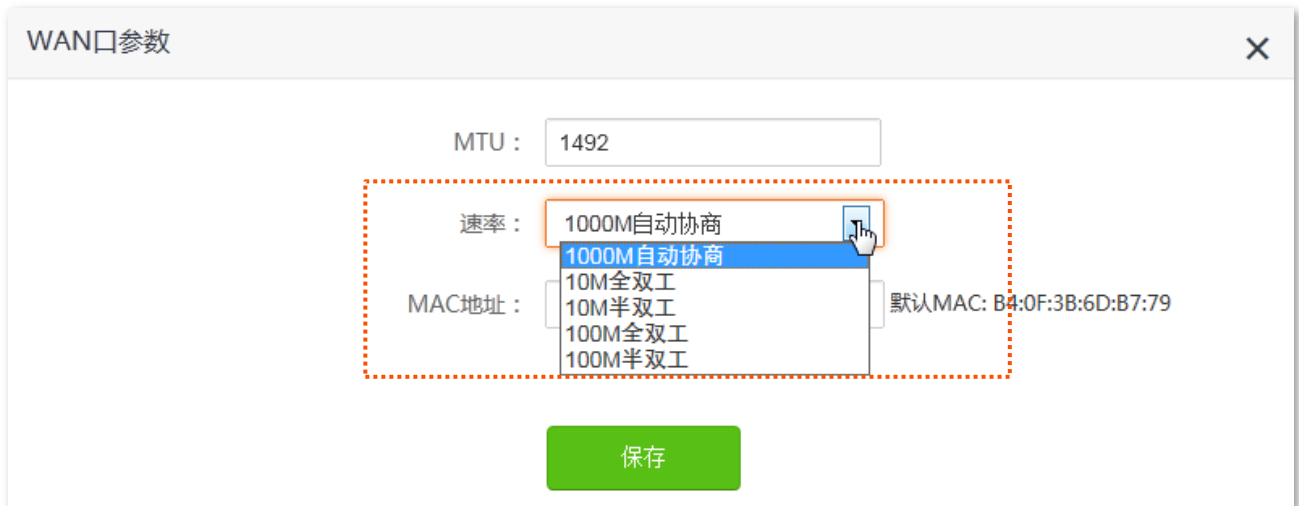 WAN口参数
MTU： 1492
速率： 1000M自动协商
1000M自动协商
10M全双工
MAC地址： 10M半双工 默认MAC: B4:0F:3B:6D:B7:79
100M全双工
100M半双工
保存